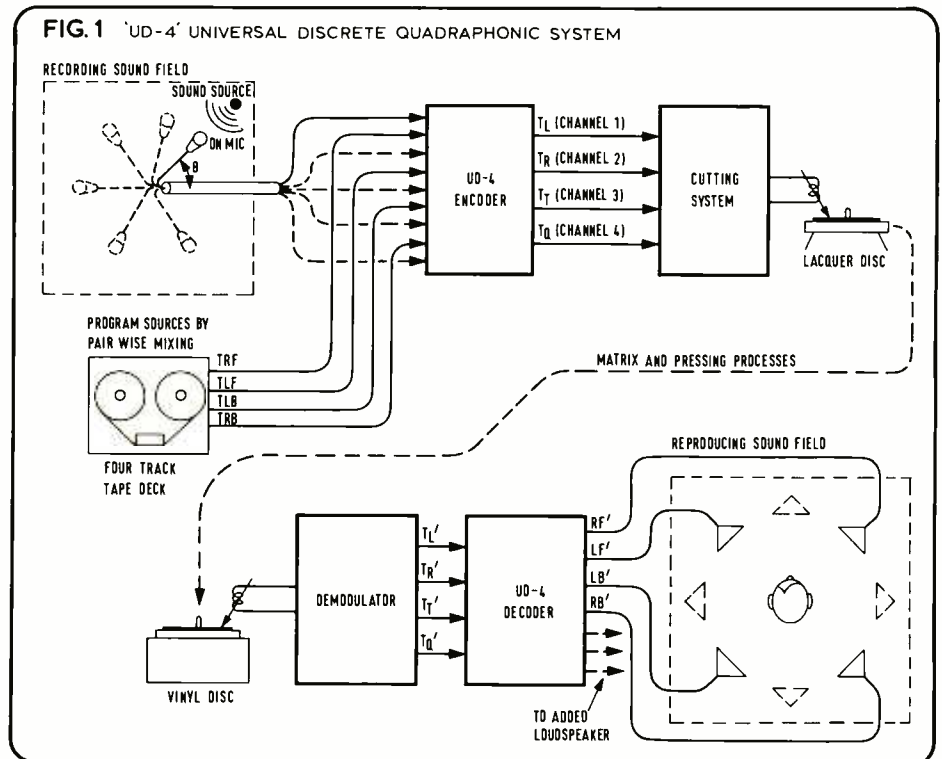 FIG. 1 'UD-4' UNIVERSAL DISCRETE QUADRAPHONIC SYSTEM
RECORDING SOUND FIELD
SOUND SOURCE
ON MIC
θ
UD-4
ENCODER
TL (CHANNEL 1)
TR (CHANNEL 2)
TT (CHANNEL 3)
TQ (CHANNEL 4)
CUTTING
SYSTEM
LACQUER DISC
PROGRAM SOURCES BY
PAIR WISE MIXING
TRF
TLF
TLB
TRB
FOUR TRACK
TAPE DECK
MATRIX AND PRESSING PROCESSES
REPRODUCING SOUND FIELD
VINYL DISC
DEMODULATOR
TL'
TR'
TT'
TQ'
UD-4
DECODER
RF'
LF'
LB'
RB'
TO ADDED
LOUDSPEAKER